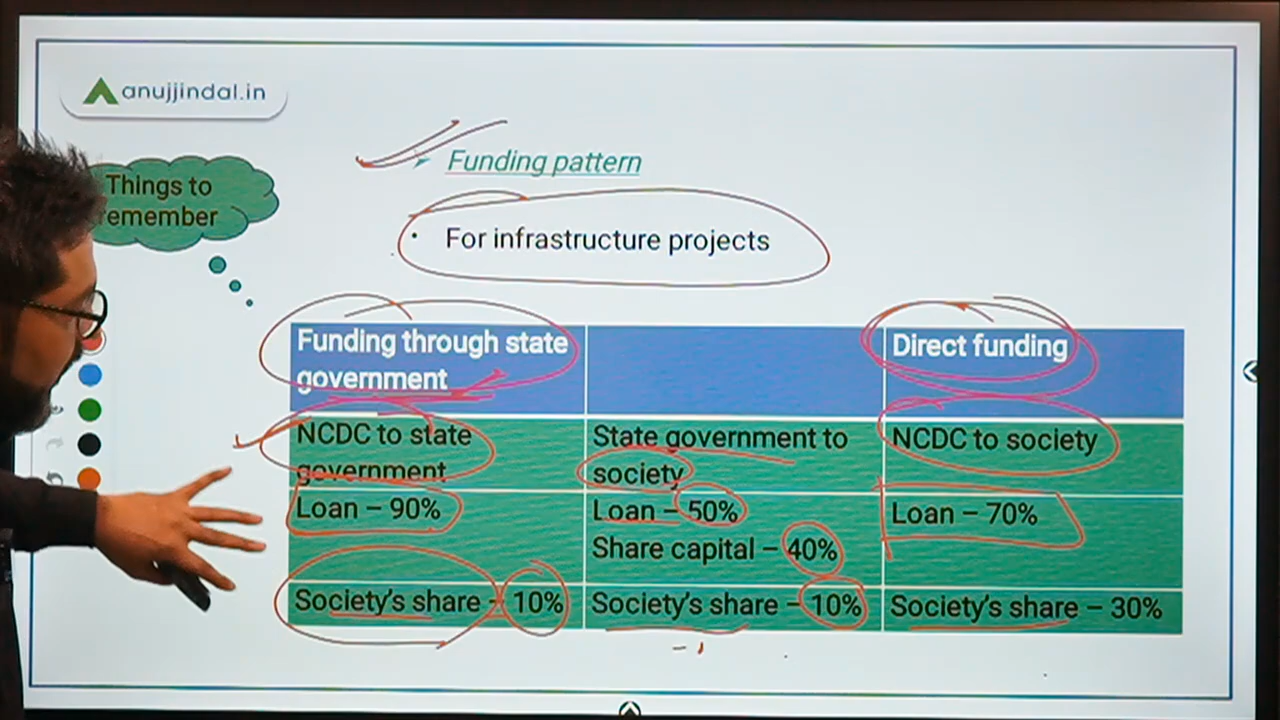 anujjindal.in
Things to
remember
Funding pattern
• For infrastructure projects
Funding through state
government
Direct funding
NCDC to state
government
State government to
society
NCDC to society
Loan – 90%
Loan – 50%
Share capital – 40%
Loan – 70%
Society's share – 10%
Society's share – 10%
Society's share – 30%